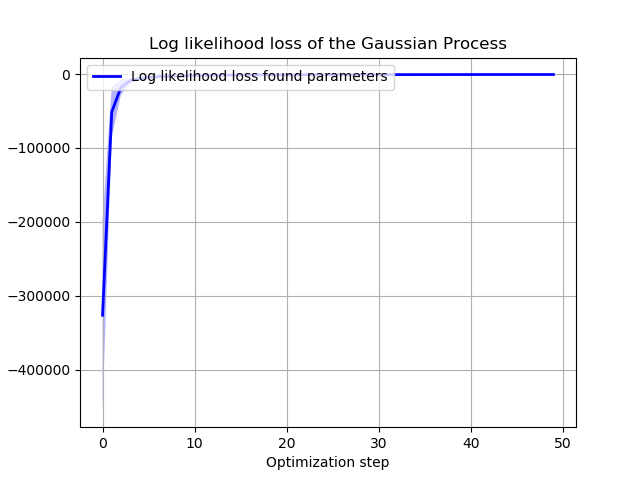 Log likelihood loss of the Gaussian Process
Log likelihood loss found parameters
0
−100000
−200000
−300000
−400000
0 10 20 30 40 50
Optimization step